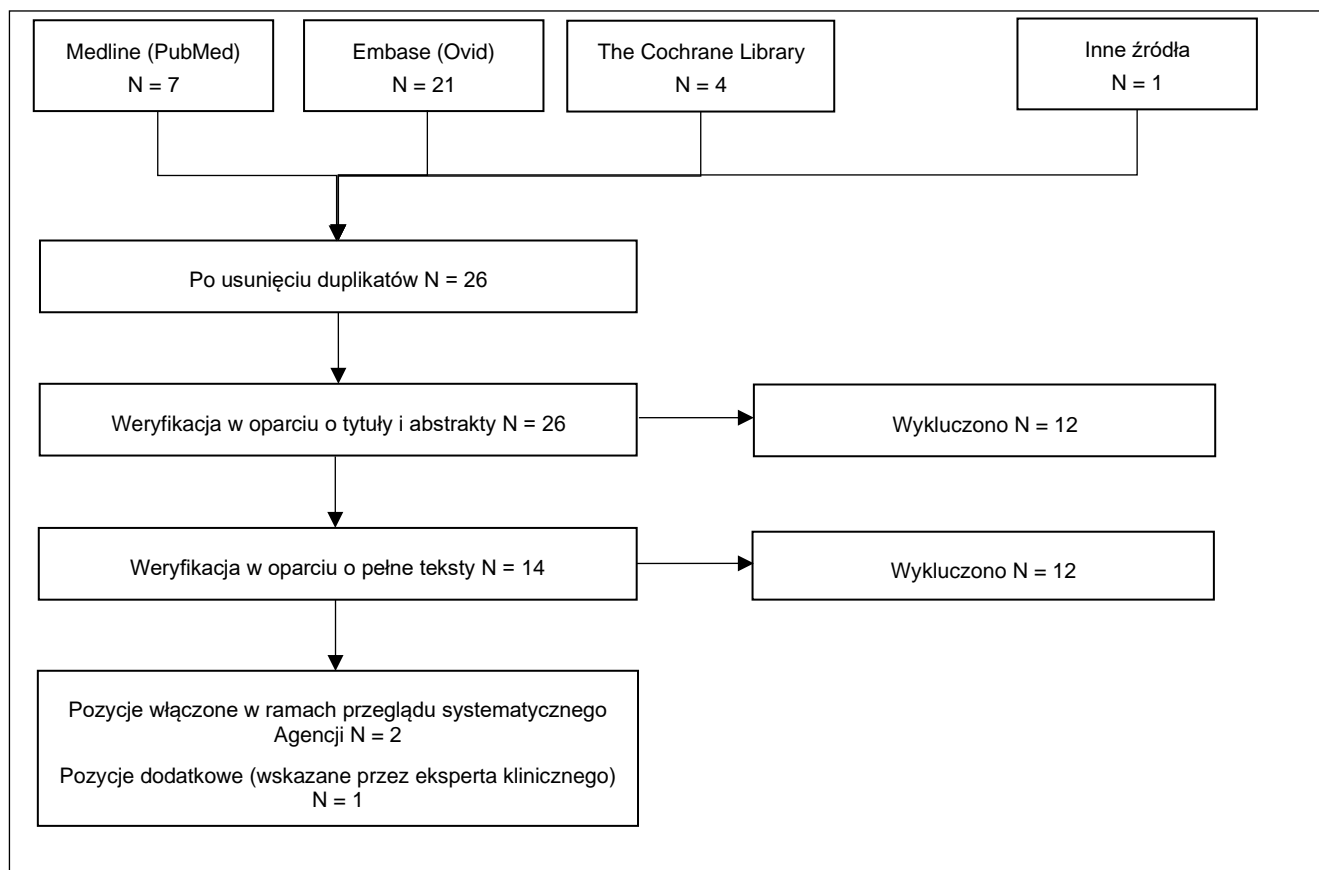 Medline (PubMed)
N = 7
Embase (Ovid)
N = 21
The Cochrane Library
N = 4
Inne źródła
N = 1
Po usunięciu duplikatów N = 26
Weryfikacja w oparciu o tytuły i abstrakty N = 26
Wykluczono N = 12
Weryfikacja w oparciu o pełne teksty N = 14
Wykluczono N = 12
Pozycje włączone w ramach przeglądu systematycznego
Agencji N = 2
Pozycje dodatkowe (wskazane przez eksperta klinicznego)
N = 1